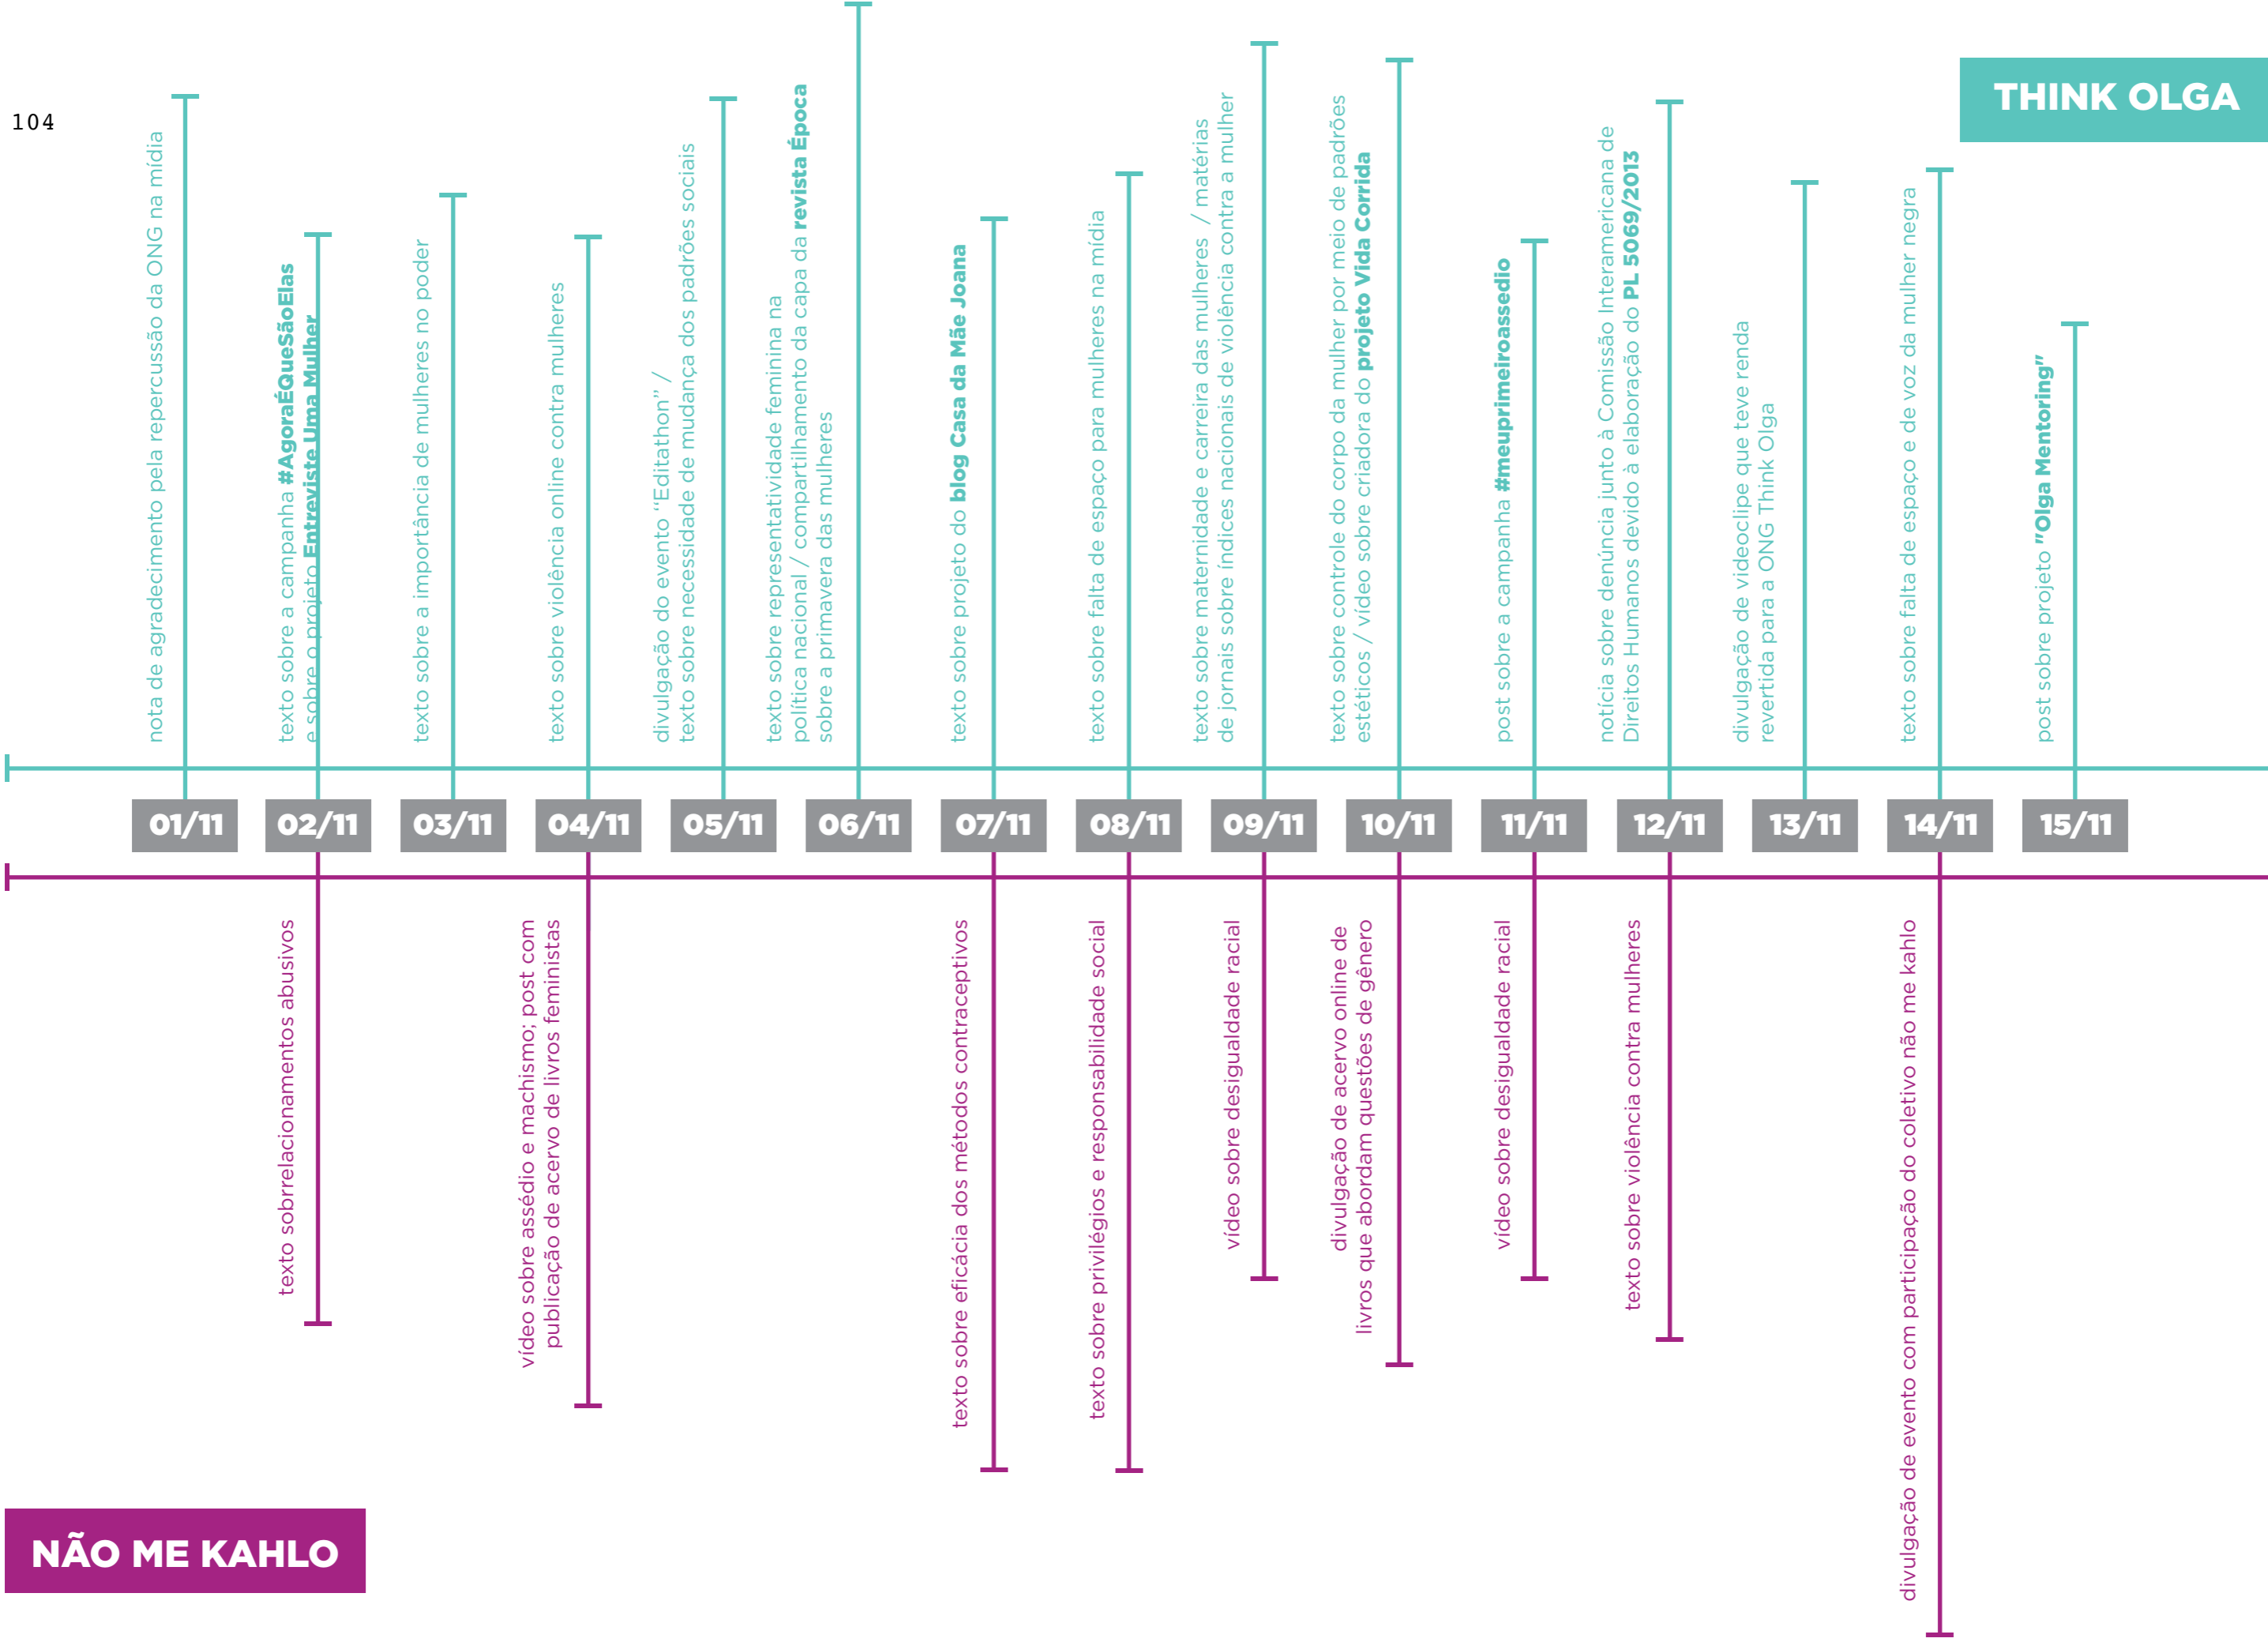 104
THINK OLGA
nota de agradecimento pela repercussão da ONG na mídia
texto sobre a campanha #AgoraÉQueSãoElas
e sobre o projeto Entreviste Uma Mulher
texto sobre a importância de mulheres no poder
texto sobre violência online contra mulheres
divulgação do evento “Editathon” /
texto sobre necessidade de mudança dos padrões sociais
texto sobre representatividade feminina na
política nacional / compartilhamento da capa da revista Época
sobre a primavera das mulheres
texto sobre projeto do blog Casa da Mãe Joana
texto sobre falta de espaço para mulheres na mídia
texto sobre maternidade e carreira das mulheres / matérias
de jornais sobre índices nacionais de violência contra a mulher
texto sobre controle do corpo da mulher por meio de padrões
estéticos / vídeo sobre criadora do projeto Vida Corrida
post sobre a campanha #meuprimeiroassedio
notícia sobre denúncia junto à Comissão Interamericana de
Direitos Humanos devido à elaboração do PL 5069/2013
divulgação de videoclipe que teve renda
revertida para a ONG Think Olga
texto sobre falta de espaço e de voz da mulher negra
post sobre projeto "Olga Mentoring"
01/11
02/11
03/11
04/11
05/11
06/11
07/11
08/11
09/11
10/11
11/11
12/11
13/11
14/11
15/11
texto sobrrelacionamentos abusivos
vídeo sobre assédio e machismo; post com
publicação de acervo de livros feministas
texto sobre eficácia dos métodos contraceptivos
texto sobre privilégios e responsabilidade social
vídeo sobre desigualdade racial
divulgação de acervo online de
livros que abordam questões de gênero
vídeo sobre desigualdade racial
texto sobre violência contra mulheres
divulgação de evento com participação do coletivo não me kahlo
NÃO ME KAHLO